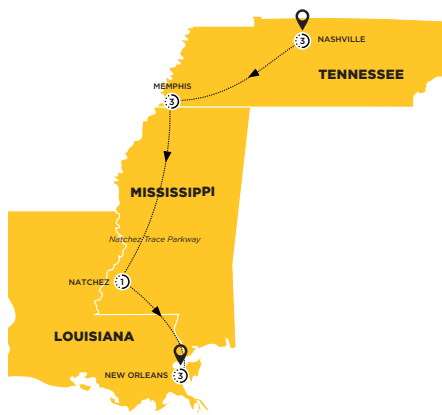 3
NASHVILLE
TENNESSEE
MEMPHIS
3
MISSISSIPPI
Natchez Trace Parkway
NATCHEZ
1
LOUISIANA
NEW ORLEANS
3